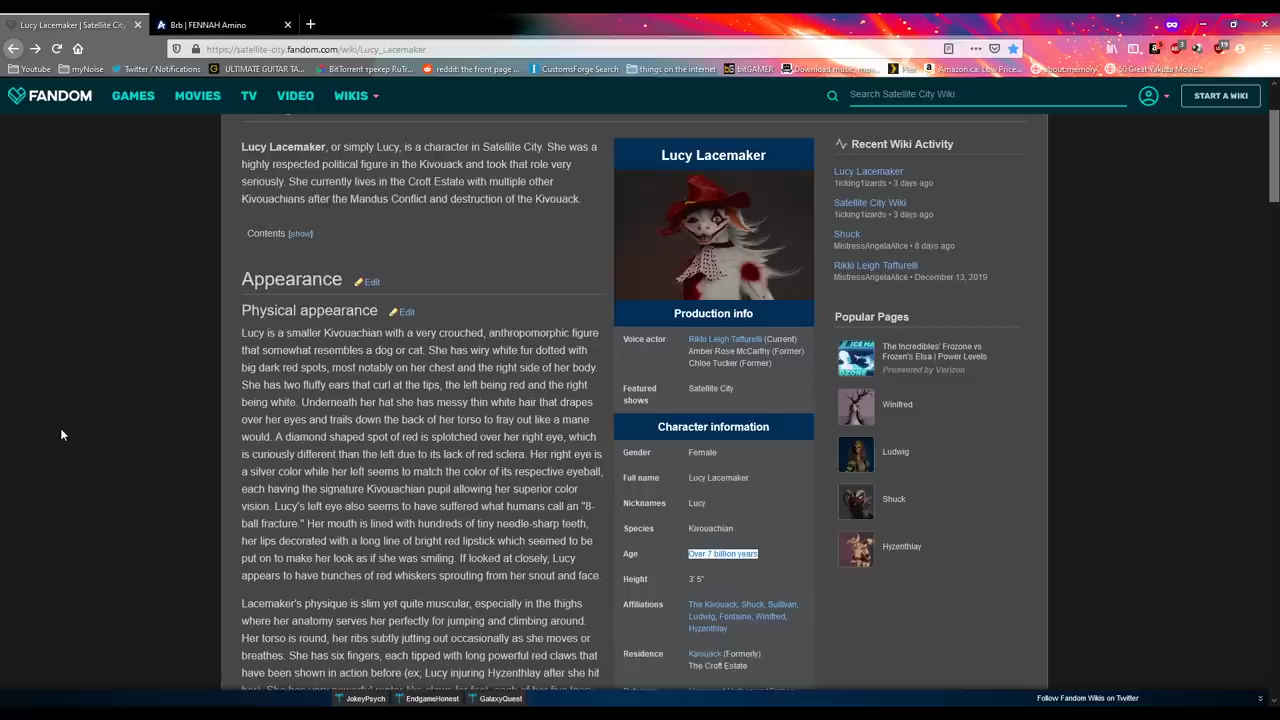 Lucy Lacemaker | Satellite City
Brb | FENNAH Amino
https://satellite-city.fandom.com/wiki/Lucy_Lacemaker
Youtube
myNoise
Twitter / Notifications
ULTIMATE GUITAR TA...
BitTorrent трекер RuTr...
reddit: the front page ...
CustomsForge Search
things on the internet
bitGAMER
Download music, mov...
Plex
Amazon.ca: Low Price...
about:memory
50 Great Yakuza Movie...
FANDOM
GAMES
MOVIES
TV
VIDEO
WIKIS
Search Satellite City Wiki...
START A WIKI
Lucy Lacemaker, or simply Lucy, is a character in Satellite City. She was a
highly respected political figure in the Kivouack and took that role very
seriously. She currently lives in the Croft Estate with multiple other
Kivouachians after the Mandus Conflict and destruction of the Kivouack.
Contents [show]
Appearance
Edit
Physical appearance
Edit
Lucy is a smaller Kivouachian with a very crouched, anthropomorphic figure
that somewhat resembles a dog or cat. She has wiry white fur dotted with
big dark red spots, most notably on her chest and the right side of her body.
She has two fluffy ears that curl at the tips, the left being red and the right
being white. Underneath her hat she has messy thin white hair that drapes
over her eyes and trails down the back of her torso to fray out like a mane
would. A diamond shaped spot of red is splotched over her right eye, which
is curiously different than the left due to its lack of red sclera. Her right eye is
a silver color while her left seems to match the color of its respective eyeball,
each having the signature Kivouachian pupil allowing her superior color
vision. Lucy's left eye also seems to have suffered what humans call an "8-
ball fracture." Her mouth is lined with hundreds of tiny needle-sharp teeth,
her lips decorated with a long line of bright red lipstick which seemed to be
put on to make her look as if she was smiling. If looked at closely, Lucy
appears to have bunches of red whiskers sprouting from her snout and face.
Lacemaker's physique is slim yet quite muscular, especially in the thighs
where her anatomy serves her perfectly for jumping and climbing around.
Her torso is round, her ribs subtly jutting out occasionally as she moves or
breathes. She has six fingers, each tipped with long powerful red claws that
have been shown in action before (ex; Lucy injuring Hyzenthlay after she hit
Lucy Lacemaker
Production info
Voice actor
Rikki Leigh Taffurelli (Current)
Amber Rose McCarthy (Former)
Chloe Tucker (Former)
Featured
shows
Satellite City
Character information
Gender
Female
Full name
Lucy Lacemaker
Nicknames
Lucy
Species
Kivouachian
Age
Over 7 billion years
Height
3' 5"
Affiliations
The Kivouack, Shuck, Sullivan,
Ludwig, Fontaine, Winifred,
Hyzenthlay
Residence
Kivouack (Formerly)
The Croft Estate
Recent Wiki Activity
Lucy Lacemaker
1icking1izards • 3 days ago
Satellite City Wiki
1icking1izards • 3 days ago
Shuck
MistressAngelaAlice • 8 days ago
Rikki Leigh Taffurelli
MistressAngelaAlice • December 13, 2019
Popular Pages
The Incredibles' Frozone vs
Frozen's Elsa | Power Levels
Presented by Verizon
Winifred
Ludwig
Shuck
Hyzenthlay
JokeyPsych
EndgameHonest
GalaxyQuest
Follow Fandom Wikis on Twitter